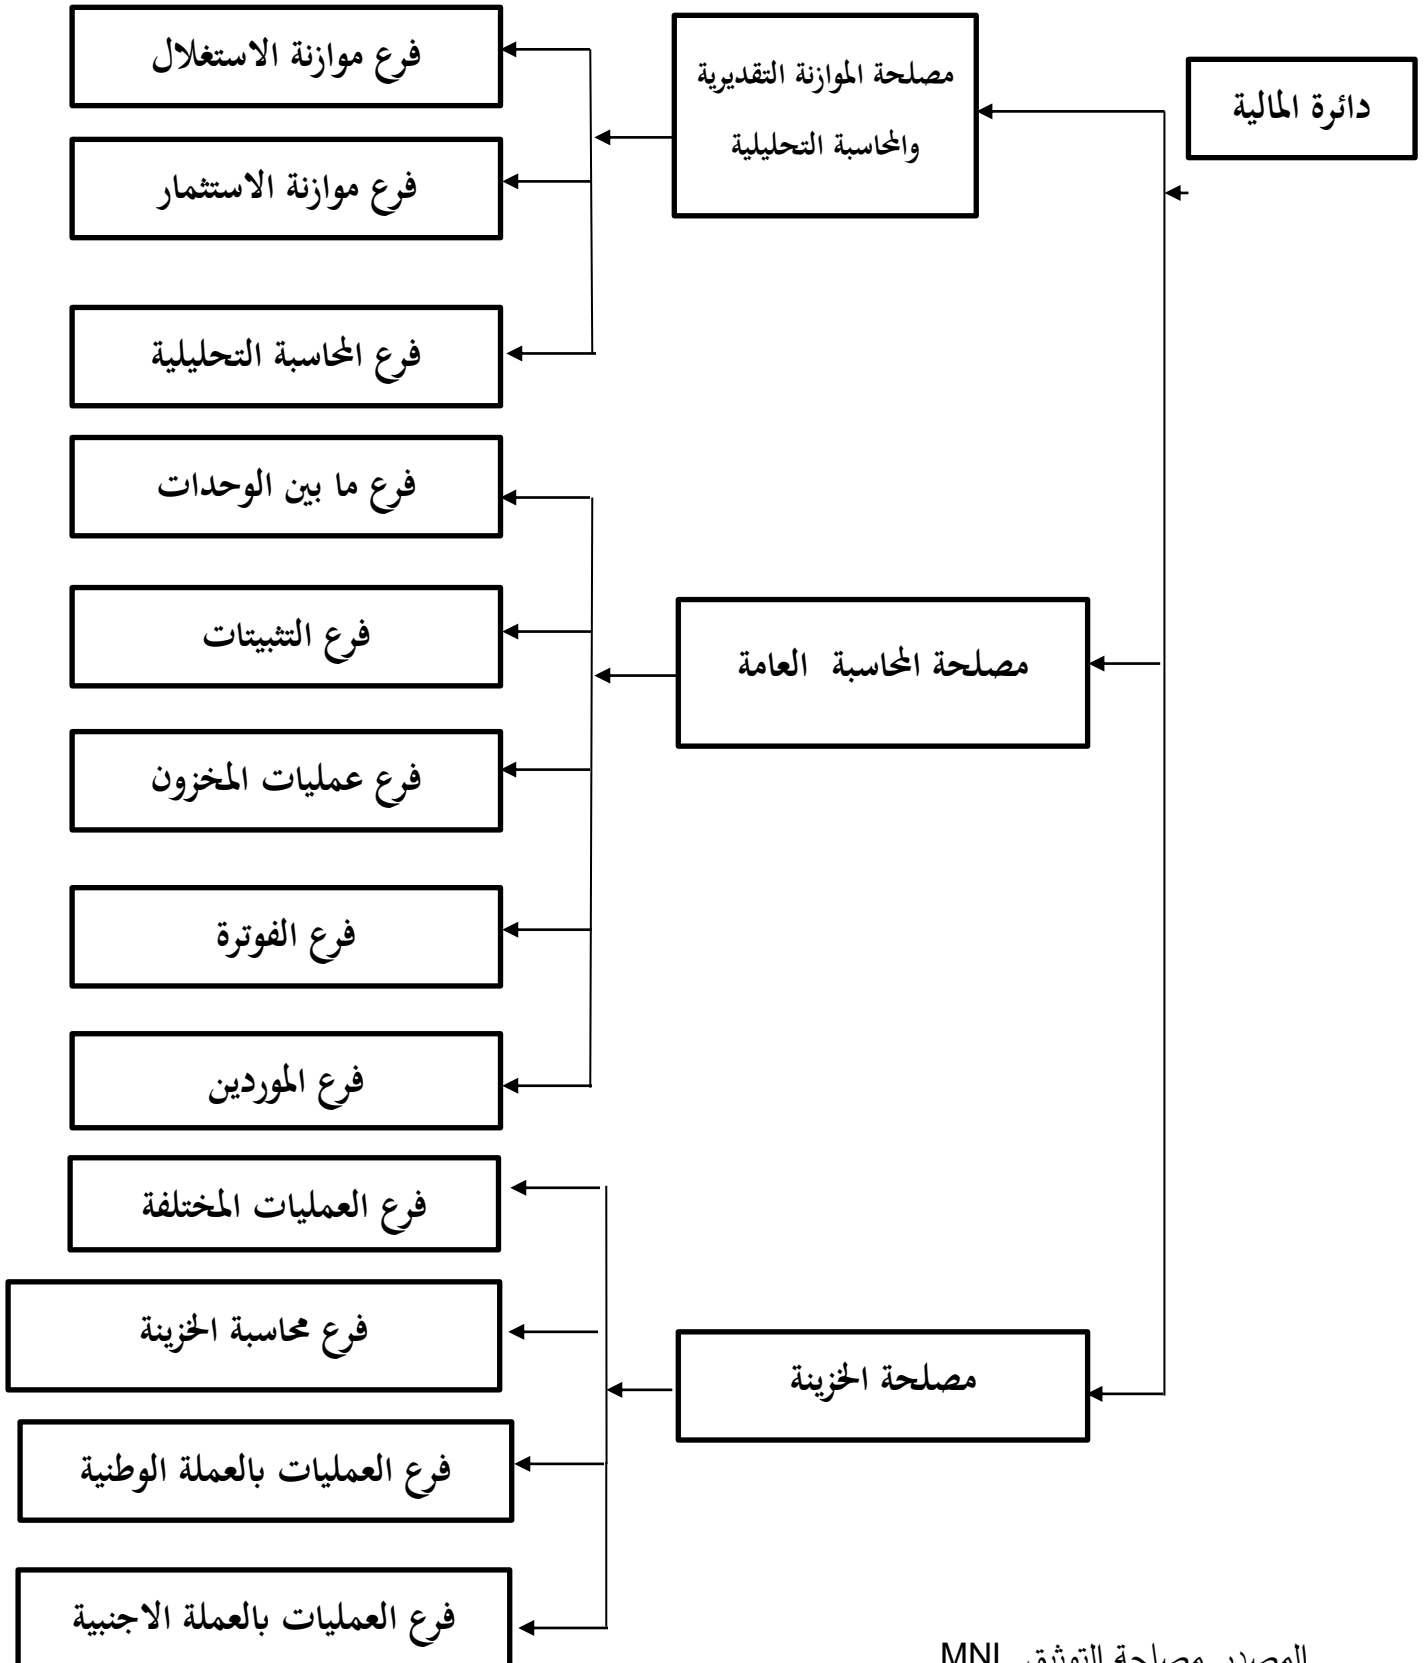 دائرة المالية
مصلحة الموازنة التقديرية
والمحاسبة التحليلية
فرع موازنة الاستغلال
فرع موازنة الاستثمار
فرع المحاسبة التحليلية
مصلحة المحاسبة العامة
فرع ما بين الوحدات
فرع التثبيتات
فرع عمليات المخزون
فرع الفوترة
فرع الموردين
مصلحة الخزينة
فرع العمليات المختلفة
فرع محاسبة الخزينة
فرع العمليات بالعملة الوطنية
فرع العمليات بالعملة الاجنبية
المصدر مصلحة التوثيق MNI